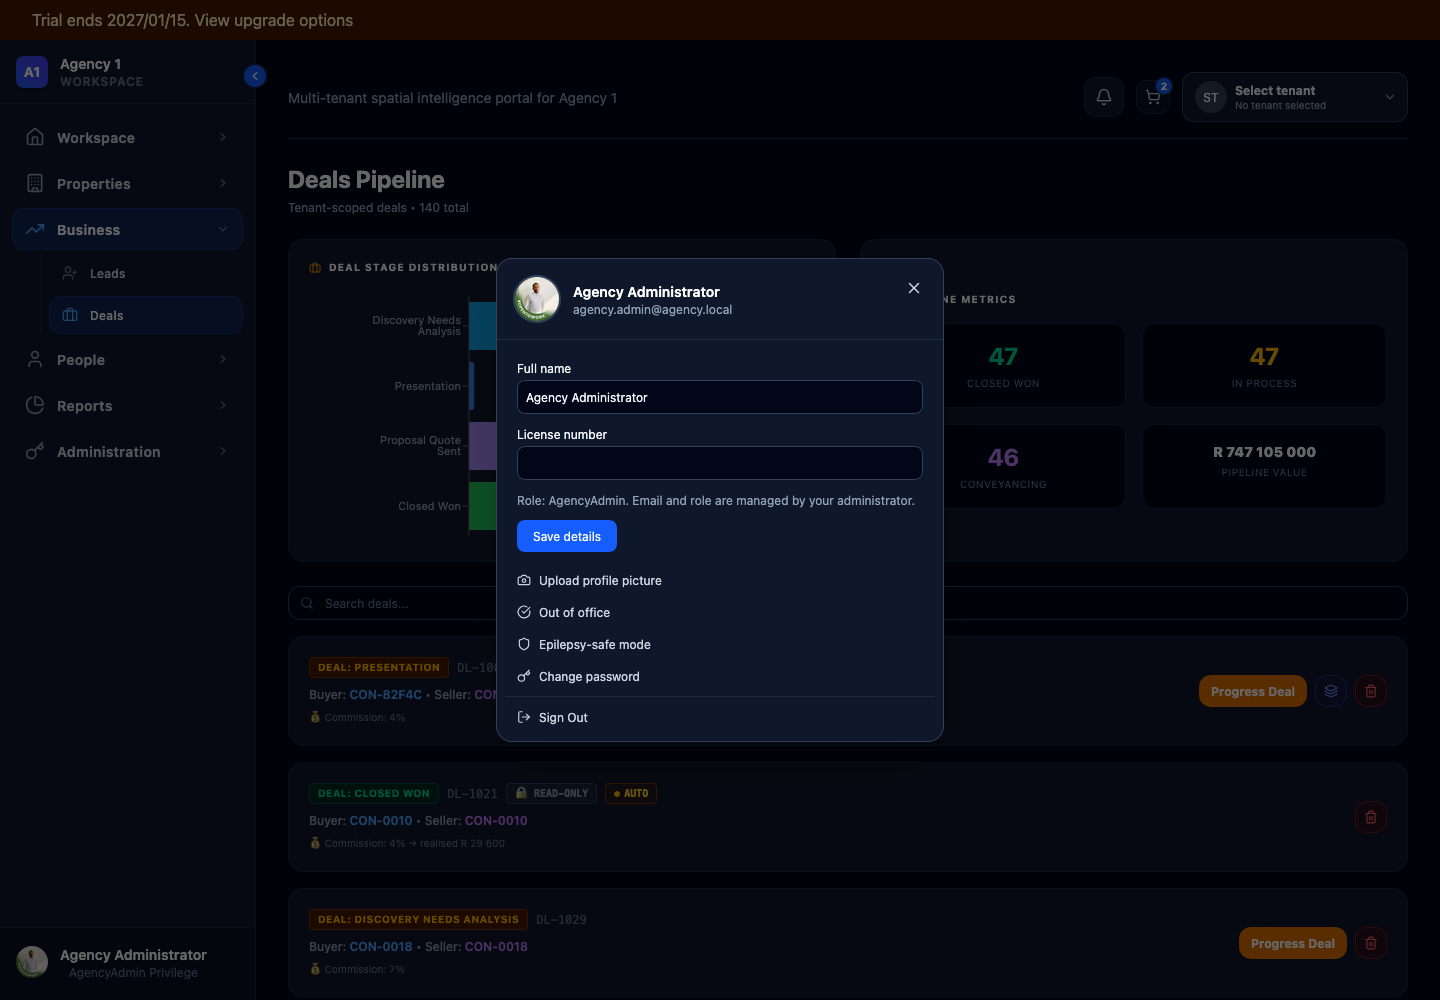 Trial ends 2027/01/15. View upgrade options
A1
Agency 1
WORKSPACE
Multi-tenant spatial intelligence portal for Agency 1
2
ST
Select tenant
No tenant selected
Workspace
Properties
Business
Leads
Deals
People
Reports
Administration
Agency Administrator
AgencyAdmin Privilege
Deals Pipeline
Tenant-scoped deals • 140 total
DEAL STAGE DISTRIBUTION
Discovery Needs
Analysis
Presentation
Proposal Quote
Sent
Closed Won
METRICS
47
CLOSED WON
47
IN PROCESS
46
CONVEYANCING
R 747 105 000
PIPELINE VALUE
Agency Administrator
agency.admin@agency.local
Full name
Agency Administrator
License number
Role: AgencyAdmin. Email and role are managed by your administrator.
Save details
Upload profile picture
Out of office
Epilepsy-safe mode
Change password
Sign Out
Search deals...
DEAL: PRESENTATION
Buyer: CON-82F4C • Seller:
Commission: 4%
Progress Deal
DEAL: CLOSED WON DL-1021 READ-ONLY AUTO
Buyer: CON-0010 • Seller: CON-0010
Commission: 4% → realised R 29 600
DEAL: DISCOVERY NEEDS ANALYSIS DL-1029
Buyer: CON-0018 • Seller: CON-0018
Commission: 7%
Progress Deal